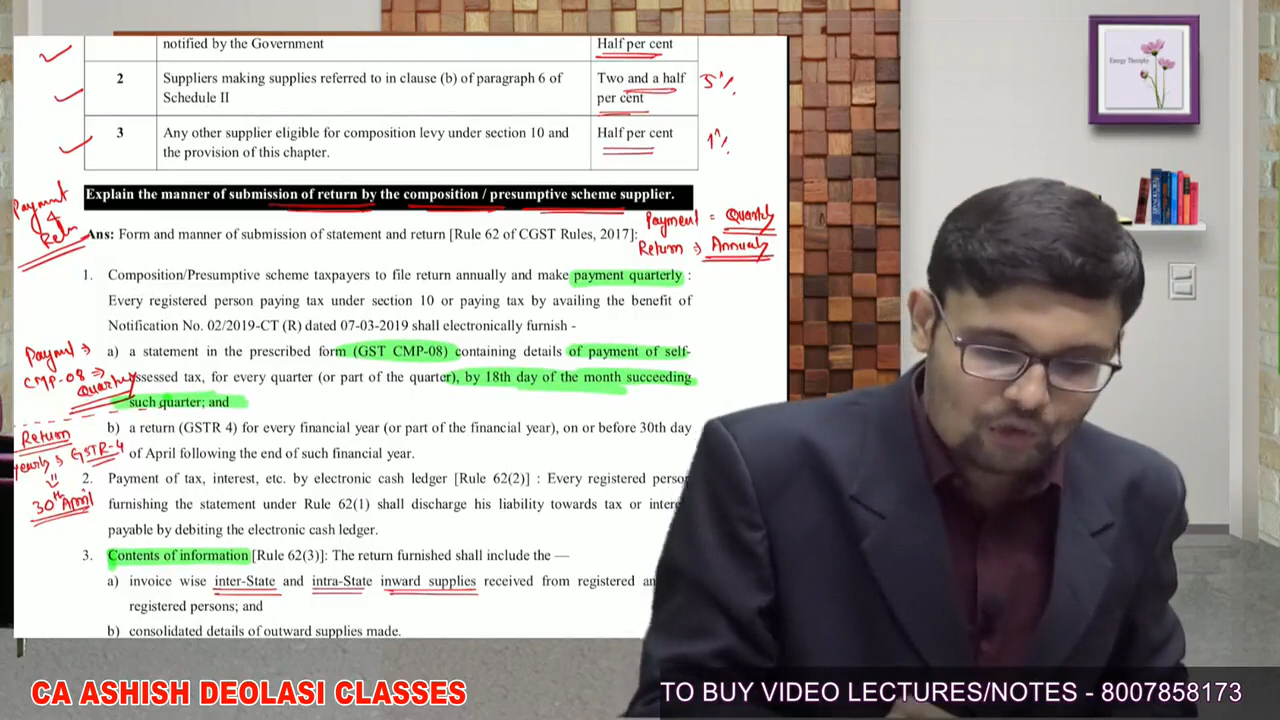 notified by the Government Half per cent
2 Suppliers making supplies referred to in clause (b) of paragraph 6 of Two and a half 5%
Schedule II per cent
3 Any other supplier eligible for composition levy under section 10 and Half per cent 1%
the provision of this chapter.
Explain the manner of submission of return by the composition / presumptive scheme supplier.
Payment
&
Return
Payment = Quarterly
Return ⇒ Annualy
Ans: Form and manner of submission of statement and return [Rule 62 of CGST Rules, 2017]:
1. Composition/Presumptive scheme taxpayers to file return annually and make payment quarterly :
Every registered person paying tax under section 10 or paying tax by availing the benefit of
Notification No. 02/2019-CT (R) dated 07-03-2019 shall electronically furnish -
a) a statement in the prescribed form (GST CMP-08) containing details of payment of self-
ssessed tax, for every quarter (or part of the quarter), by 18th day of the month succeeding
such quarter; and
Paymt ⇒
CMP-08 ⇒
Quarterly
b) a return (GSTR 4) for every financial year (or part of the financial year), on or before 30th day
of April following the end of such financial year.
Return
yearly ⇒ GSTR-4
30th April
2. Payment of tax, interest, etc. by electronic cash ledger [Rule 62(2)] : Every registered perso
furnishing the statement under Rule 62(1) shall discharge his liability towards tax or inter
payable by debiting the electronic cash ledger.
3. Contents of information [Rule 62(3)]: The return furnished shall include the —
a) invoice wise inter-State and intra-State inward supplies received from registered an
registered persons; and
b) consolidated details of outward supplies made.
Energy Therapy
CA ASHISH DEOLASI CLASSES
TO BUY VIDEO LECTURES/NOTES - 8007858173